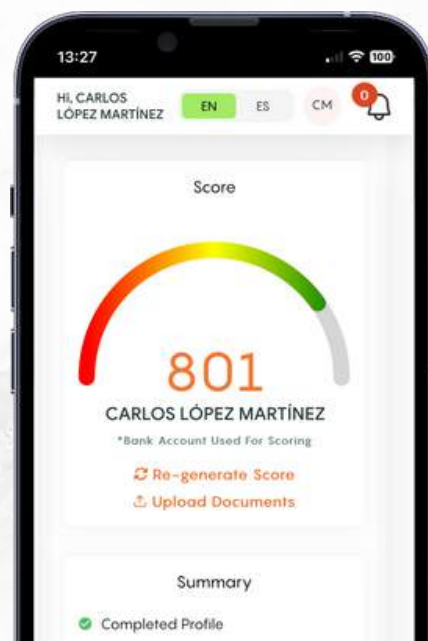 13:27
100
HI, CARLOS
LÓPEZ MARTÍNEZ
EN
ES
CM
0
Score
801
CARLOS LÓPEZ MARTÍNEZ
*Bank Account Used For Scoring
Re-generate Score
Upload Documents
Summary
Completed Profile